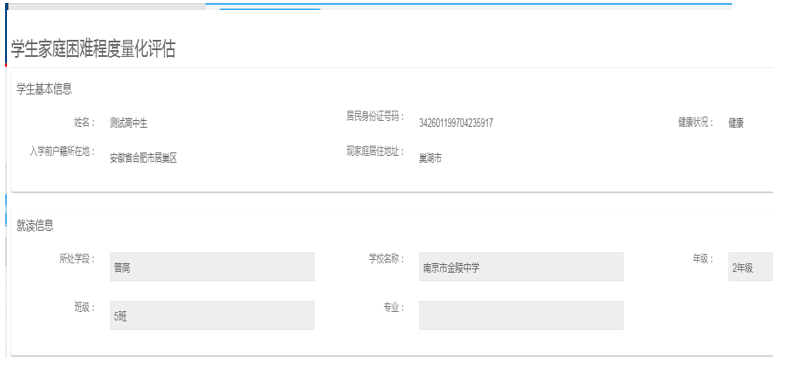 学生家庭困难程度量化评估
学生基本信息
姓名： 测试高中生 居民身份证号码： 342601199704235917 健康状况： 健康
入学前户籍所在地： 安徽省合肥市居巢区 现家庭居住地址： 巢湖市
就读信息
所处学段： 普高 学校名称： 南京市金陵中学 年级： 2年级
班级： 5班 专业：